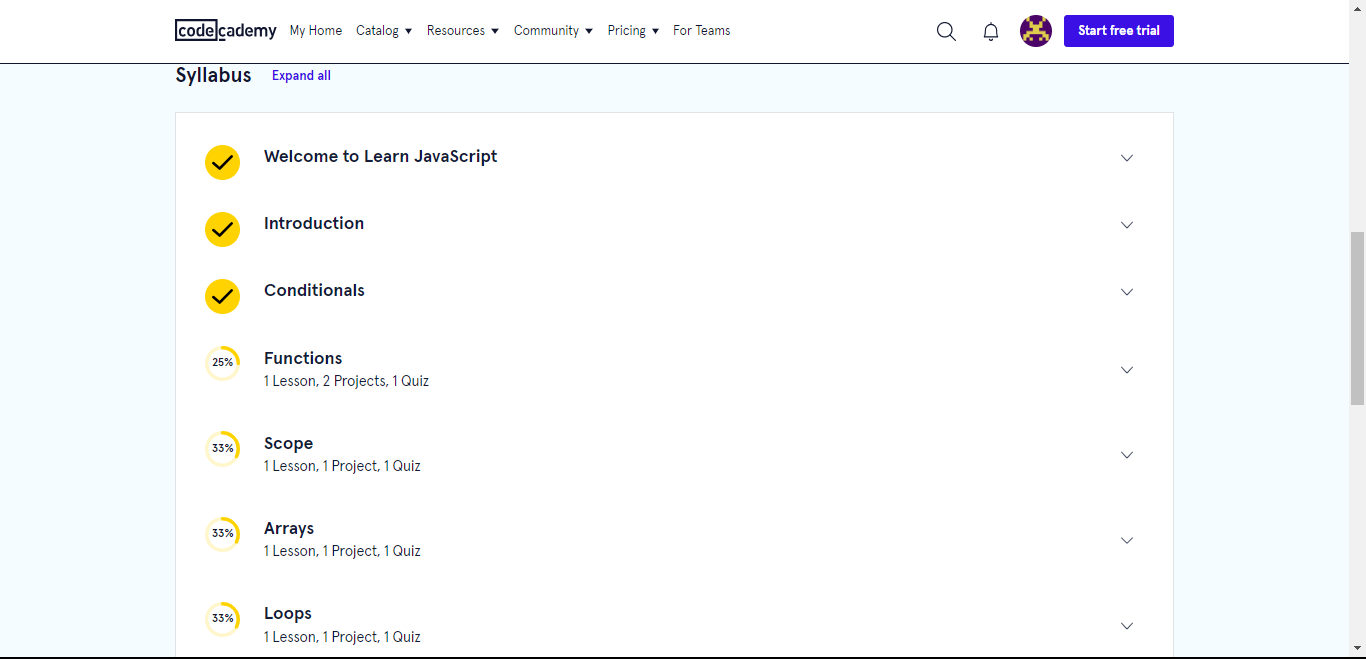 codecademy My Home Catalog Resources Community Pricing For Teams Start free trial
Syllabus Expand all
Welcome to Learn JavaScript
Introduction
Conditionals
25% Functions
1 Lesson, 2 Projects, 1 Quiz
33% Scope
1 Lesson, 1 Project, 1 Quiz
33% Arrays
1 Lesson, 1 Project, 1 Quiz
33% Loops
1 Lesson, 1 Project, 1 Quiz